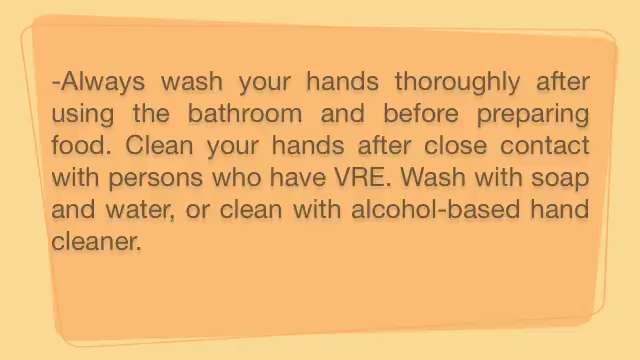 -Always wash your hands thoroughly after
using the bathroom and before preparing
food. Clean your hands after close contact
with persons who have VRE. Wash with soap
and water, or clean with alcohol-based hand
cleaner.